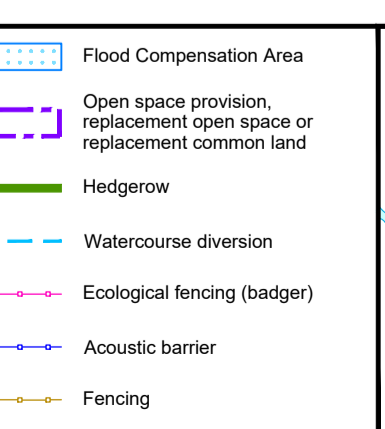 Flood Compensation Area
Open space provision,
replacement open space or
replacement common land
Hedgerow
Watercourse diversion
Ecological fencing (badger)
Acoustic barrier
Fencing